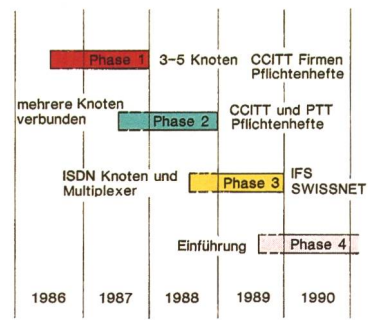 Phase 1 3–5 Knoten CCITT Firmen
Pflichtenhefte
mehrere Knoten
verbunden
Phase 2 CCITT und PTT
Pflichtenhefte
ISDN Knoten und
Multiplexer
Phase 3 IFS
SWISSNET
Einführung Phase 4
1986 1987 1988 1989 1990